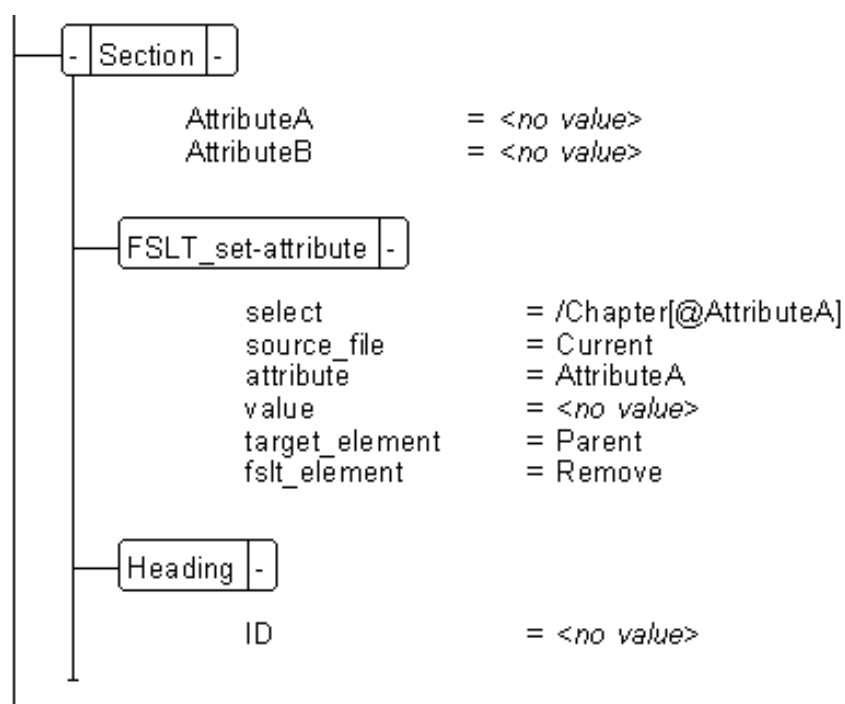 - Section -
AttributeA = <no value>
AttributeB = <no value>
FSLT_set-attribute -
select = /Chapter[@AttributeA]
source_file = Current
attribute = AttributeA
value = <no value>
target_element = Parent
fslt_element = Remove
Heading -
ID = <no value>